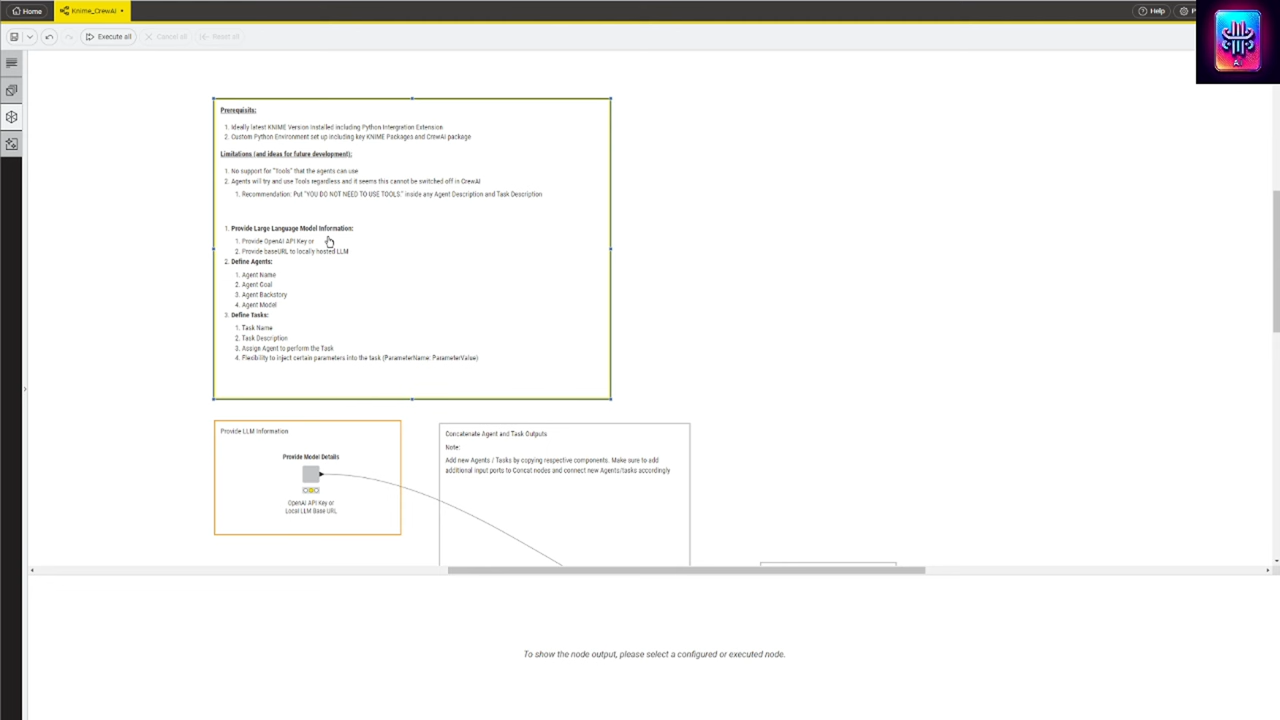 Home
Knime_CrewAI
Help
Execute all
Cancel all
Reset all
AI
Prerequisits:
1. Ideally latest KNIME Version Installed including Python Intergration Extension
2. Custom Python Environment set up including key KNIME Packages and CrewAI package
Limitations (and ideas for future development):
1. No support for "Tools" that the agents can use
2. Agents will try and use Tools regardless and it seems this cannot be switched off in CrewAI
1. Recommendation: Put "YOU DO NOT NEED TO USE TOOLS." inside any Agent Description and Task Description
1. Provide Large Language Model Information:
1. Provide OpenAI API Key or
2. Provide baseURL to locally hosted LLM
2. Define Agents:
1. Agent Name
2. Agent Goal
3. Agent Backstory
4. Agent Model
3. Define Tasks:
1. Task Name
2. Task Description
3. Assign Agent to perform the Task
4. Flexibility to inject certain parameters into the task (ParameterName: ParameterValue)
Provide LLM Information
Provide Model Details
OpenAI API Key or
Local LLM Base URL
Concatenate Agent and Task Outputs
Note:
Add new Agents / Tasks by copying respective components. Make sure to add
additional input ports to Concat nodes and connect new Agents/tasks accordingly
To show the node output, please select a configured or executed node.